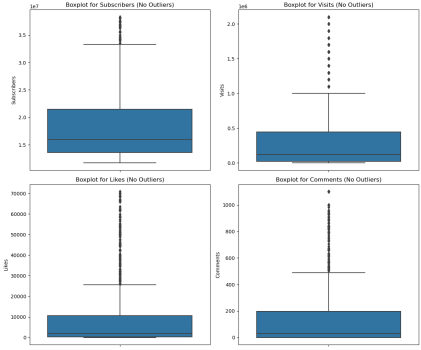 Boxplot for Subscribers (No Outliers)
1e7
3.5
3.0
2.5
2.0
1.5
Subscribers
Boxplot for Visits (No Outliers)
1e6
2.0
1.5
1.0
0.5
0.0
Visits
Boxplot for Likes (No Outliers)
70000
60000
50000
40000
30000
20000
10000
0
Likes
Boxplot for Comments (No Outliers)
1000
800
600
400
200
0
Comments